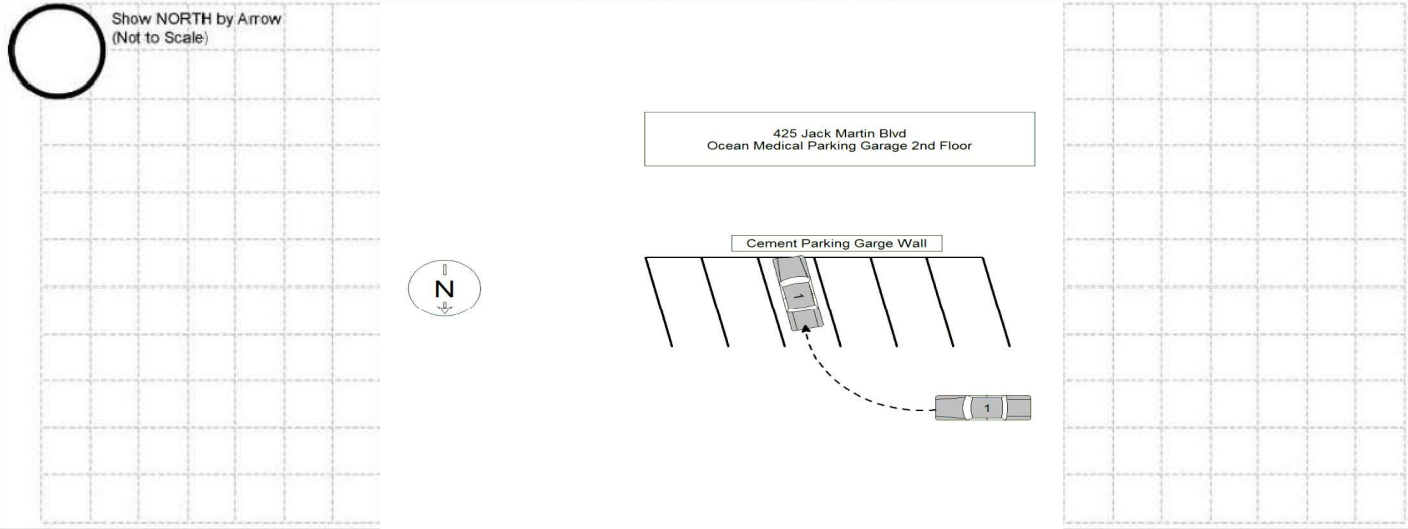 Show NORTH by Arrow
(Not to Scale)
425 Jack Martin Blvd
Ocean Medical Parking Garage 2nd Floor
Cement Parking Garge Wall
N
1
1